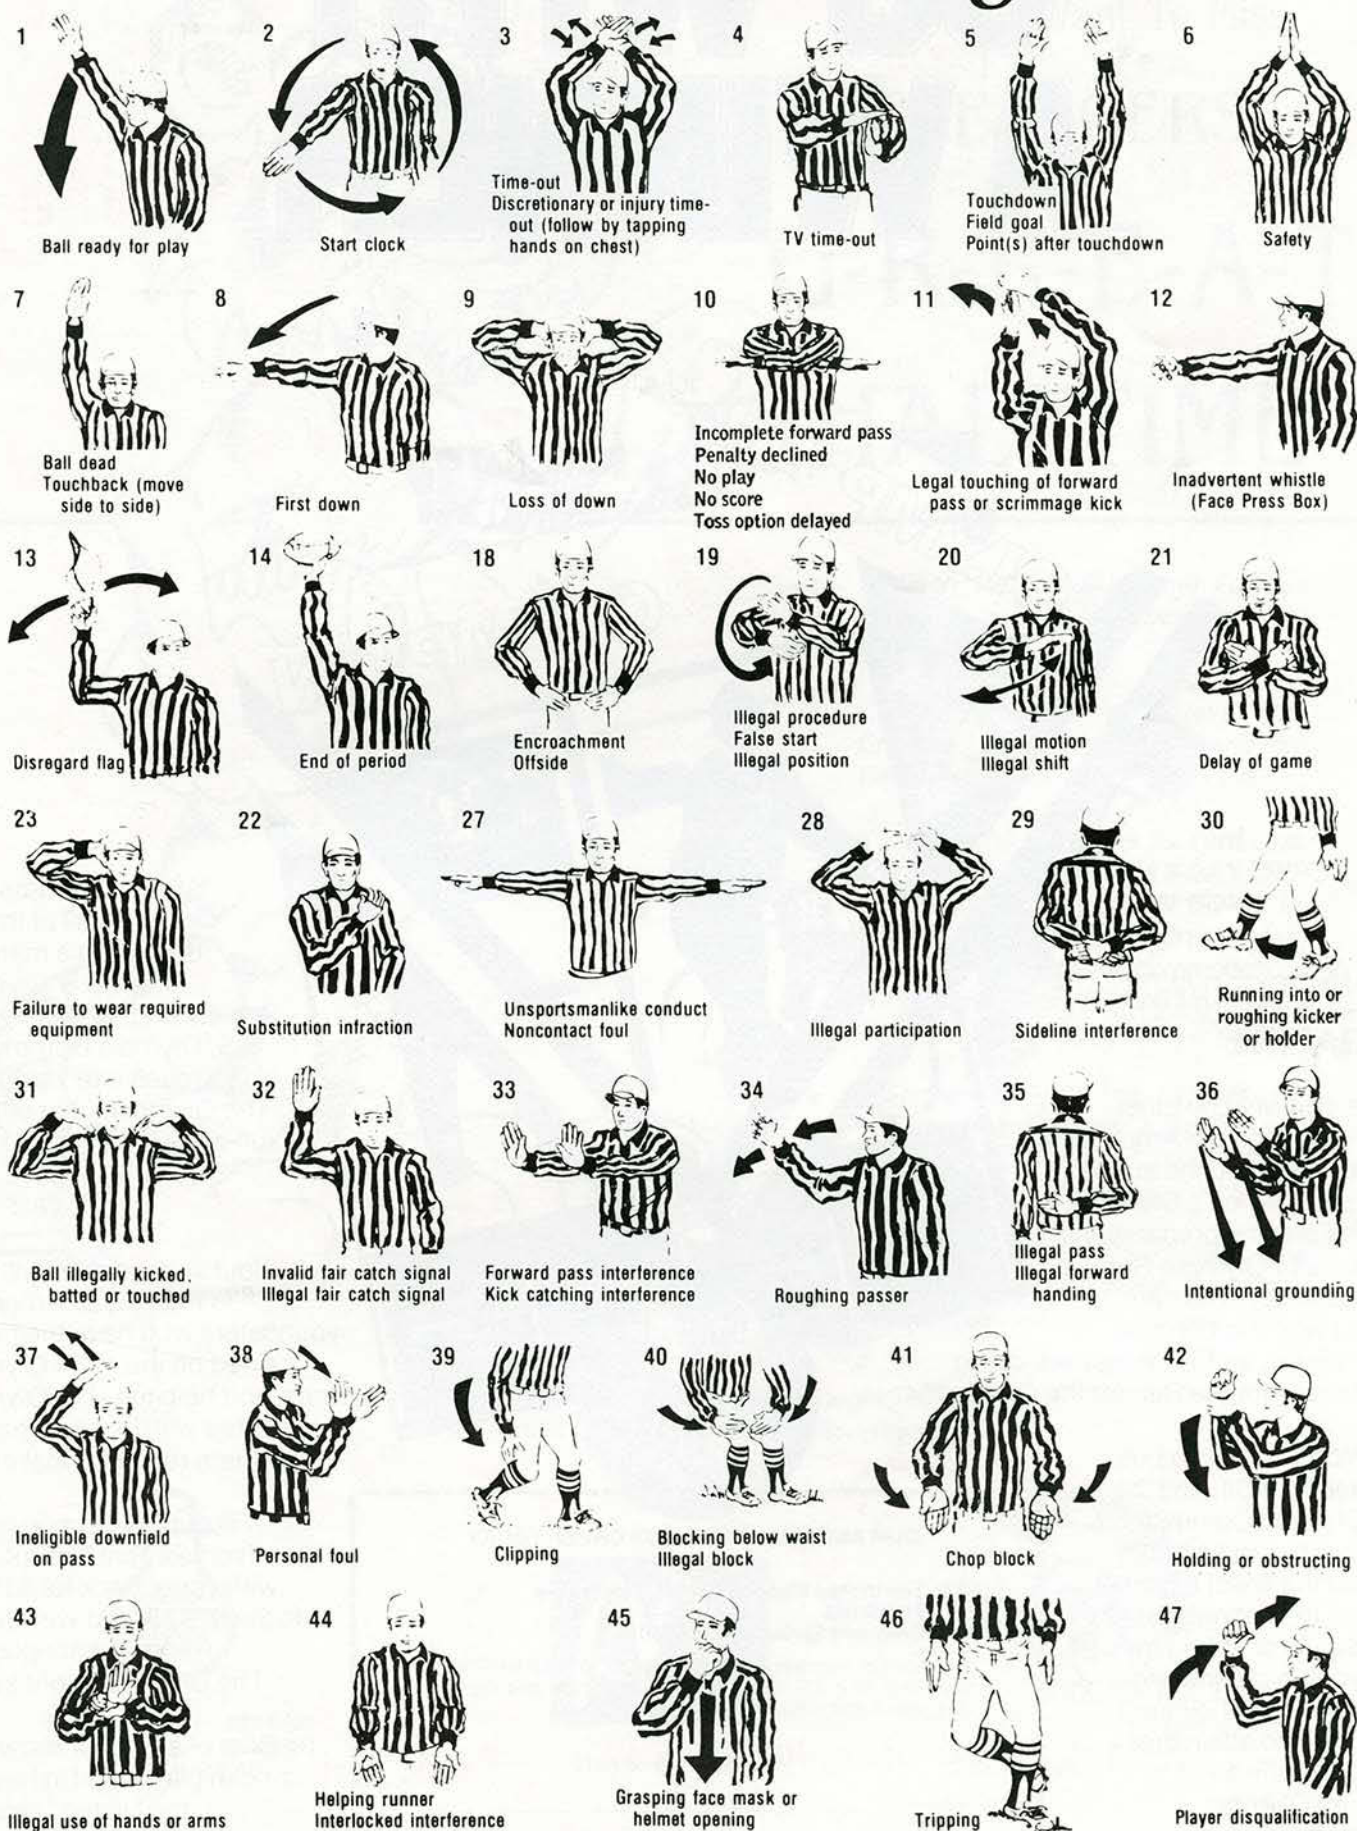 1
Ball ready for play
2
Start clock
3
Time-out
Discretionary or injury time-
out (follow by tapping
hands on chest)
4
TV time-out
5
Touchdown
Field goal
Point(s) after touchdown
6
Safety
7
Ball dead
Touchback (move
side to side)
8
First down
9
Loss of down
10
Incomplete forward pass
Penalty declined
No play
No score
Toss option delayed
11
Legal touching of forward
pass or scrimmage kick
12
Inadvertent whistle
(Face Press Box)
13
Disregard flag
14
End of period
18
Encroachment
Offside
19
Illegal procedure
False start
Illegal position
20
Illegal motion
Illegal shift
21
Delay of game
23
Failure to wear required
equipment
22
Substitution infraction
27
Unsportsmanlike conduct
Noncontact foul
28
Illegal participation
29
Sideline interference
30
Running into or
roughing kicker
or holder
31
Ball illegally kicked,
batted or touched
32
Invalid fair catch signal
Illegal fair catch signal
33
Forward pass interference
Kick catching interference
34
Roughing passer
35
Illegal pass
Illegal forward
handing
36
Intentional grounding
37
Ineligible downfield
on pass
38
Personal foul
39
Clipping
40
Blocking below waist
Illegal block
41
Chop block
42
Holding or obstructing
43
Illegal use of hands or arms
44
Helping runner
Interlocked interference
45
Grasping face mask or
helmet opening
46
Tripping
47
Player disqualification